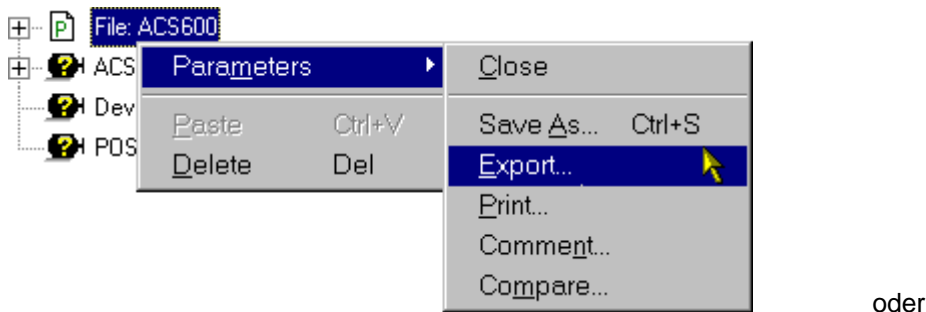 File: ACS600
ACS
Dev
POS
Parameters
Paste Ctrl+V
Delete Del
Close
Save As... Ctrl+S
Export...
Print...
Comment...
Compare...
oder